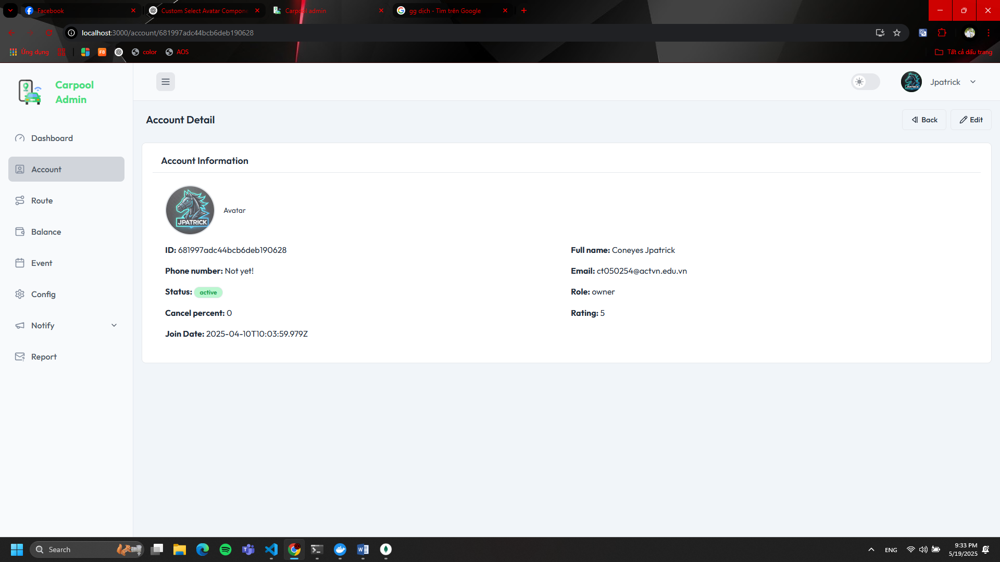 Facebook
Custom Select Avatar Compone
Carpool admin
gg dịch - Tìm trên Google
localhost:3000/account/681997adc44bcb6deb190628
Ứng dụng
F8
color
AOS
Tất cả dấu trang
Carpool
Admin
Jpatrick
Account Detail
Back
Edit
Dashboard
Account
Route
Balance
Event
Config
Notify
Report
Account Information
JPATRICK
Avatar
ID: 681997adc44bcb6deb190628
Full name: Coneyes Jpatrick
Phone number: Not yet!
Email: ct050254@actvn.edu.vn
Status: active
Role: owner
Cancel percent: 0
Rating: 5
Join Date: 2025-04-10T10:03:59.979Z
Search
ENG
9:33 PM
5/19/2025